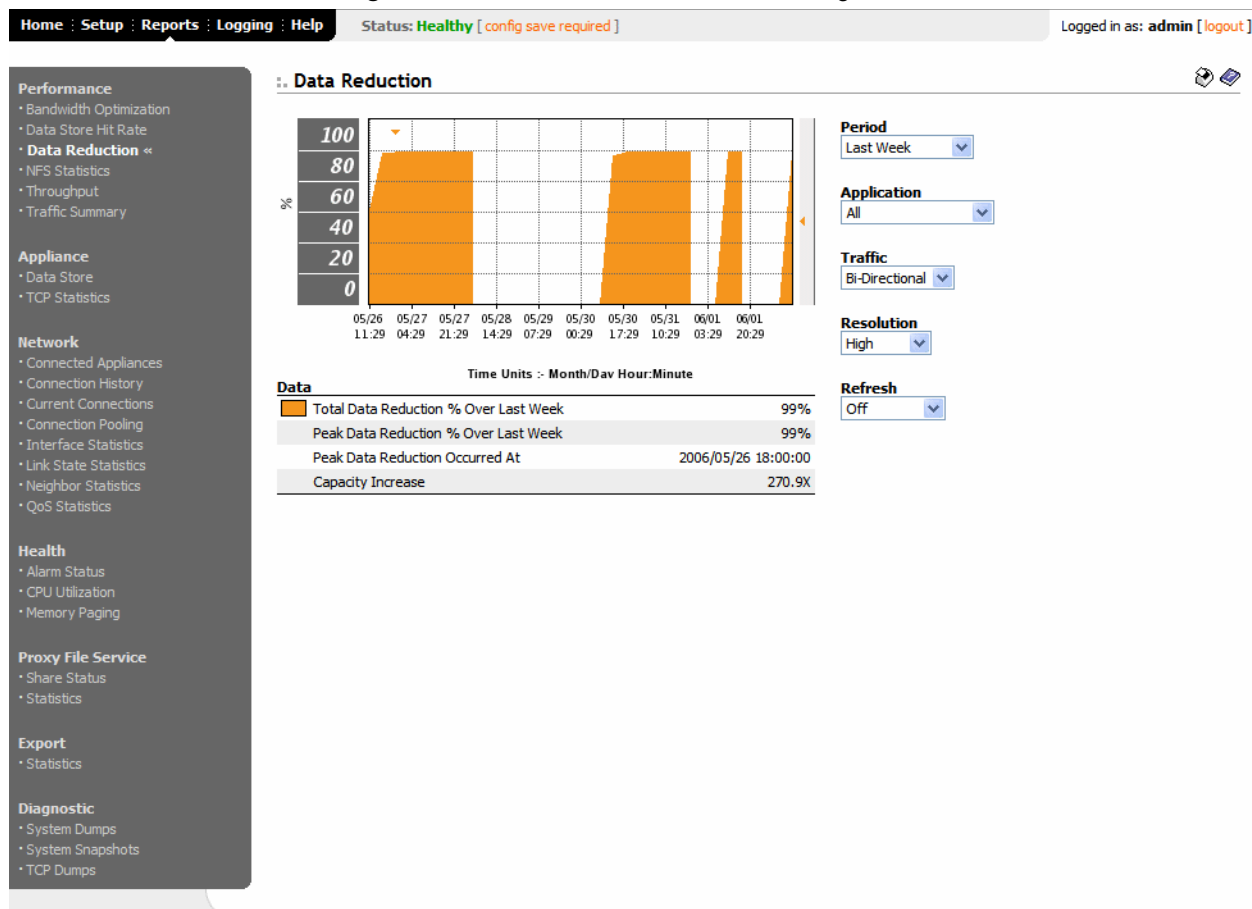 Home Setup Reports Logging Help Status: Healthy [ config save required ] Logged in as: admin [ logout ]
Performance
· Bandwidth Optimization
· Data Store Hit Rate
· Data Reduction «
· NFS Statistics
· Throughput
· Traffic Summary
Appliance
· Data Store
· TCP Statistics
Network
· Connected Appliances
· Connection History
· Current Connections
· Connection Pooling
· Interface Statistics
· Link State Statistics
· Neighbor Statistics
· QoS Statistics
Health
· Alarm Status
· CPU Utilization
· Memory Paging
Proxy File Service
· Share Status
· Statistics
Export
· Statistics
Diagnostic
· System Dumps
· System Snapshots
· TCP Dumps
:. Data Reduction
%
100
80
60
40
20
0
05/26 05/27 05/27 05/28 05/29 05/30 05/30 05/31 06/01 06/01
11:29 04:29 21:29 14:29 07:29 00:29 17:29 10:29 03:29 20:29
Time Units :- Month/Day Hour:Minute
Data
Total Data Reduction % Over Last Week 99%
Peak Data Reduction % Over Last Week 99%
Peak Data Reduction Occurred At 2006/05/26 18:00:00
Capacity Increase 270.9X
Period
Last Week
Application
All
Traffic
Bi-Directional
Resolution
High
Refresh
Off